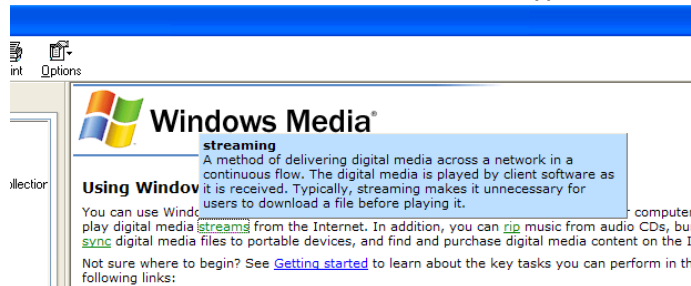 int Options
Windows Media®
streaming
A method of delivering digital media across a network in a
continuous flow. The digital media is played by client software as
it is received. Typically, streaming makes it unnecessary for
users to download a file before playing it.
ollection
Using Window
You can use Windo computer
play digital media streams from the Internet. In addition, you can rip music from audio CDs, bu
sync digital media files to portable devices, and find and purchase digital media content on the I
Not sure where to begin? See Getting started to learn about the key tasks you can perform in th
following links: